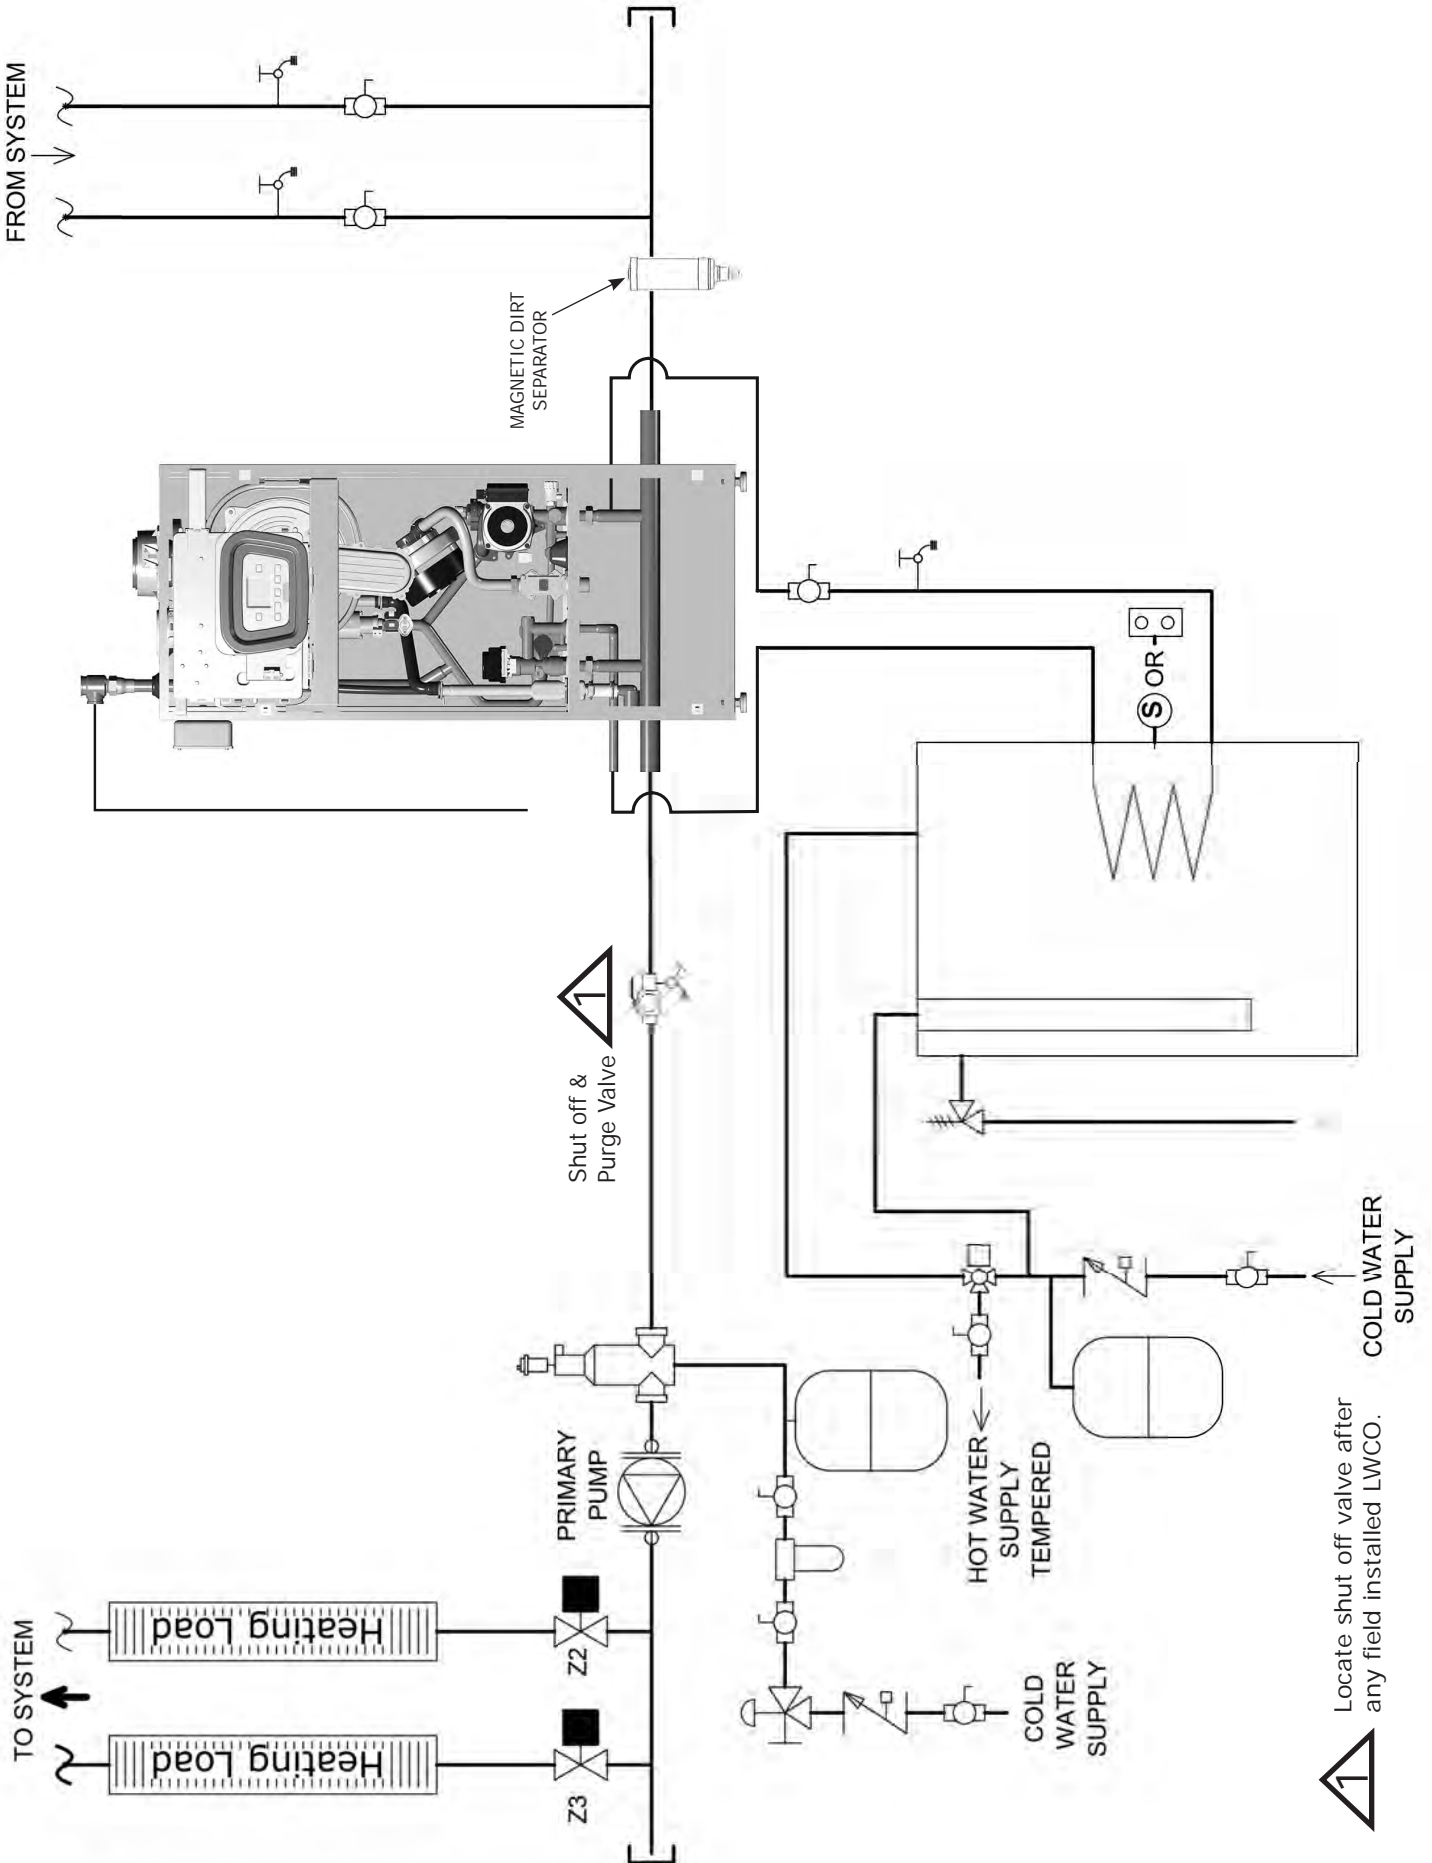 TO SYSTEM
Heating Load
Heating Load
Z3
Z2
PRIMARY
PUMP
Shut off &
Purge Valve
1
MAGNETIC DIRT
SEPARATOR
FROM SYSTEM
COLD
WATER
SUPPLY
HOT WATER
SUPPLY
TEMPERED
S OR
COLD WATER
SUPPLY
1
Locate shut off valve after
any field installed LWCO.